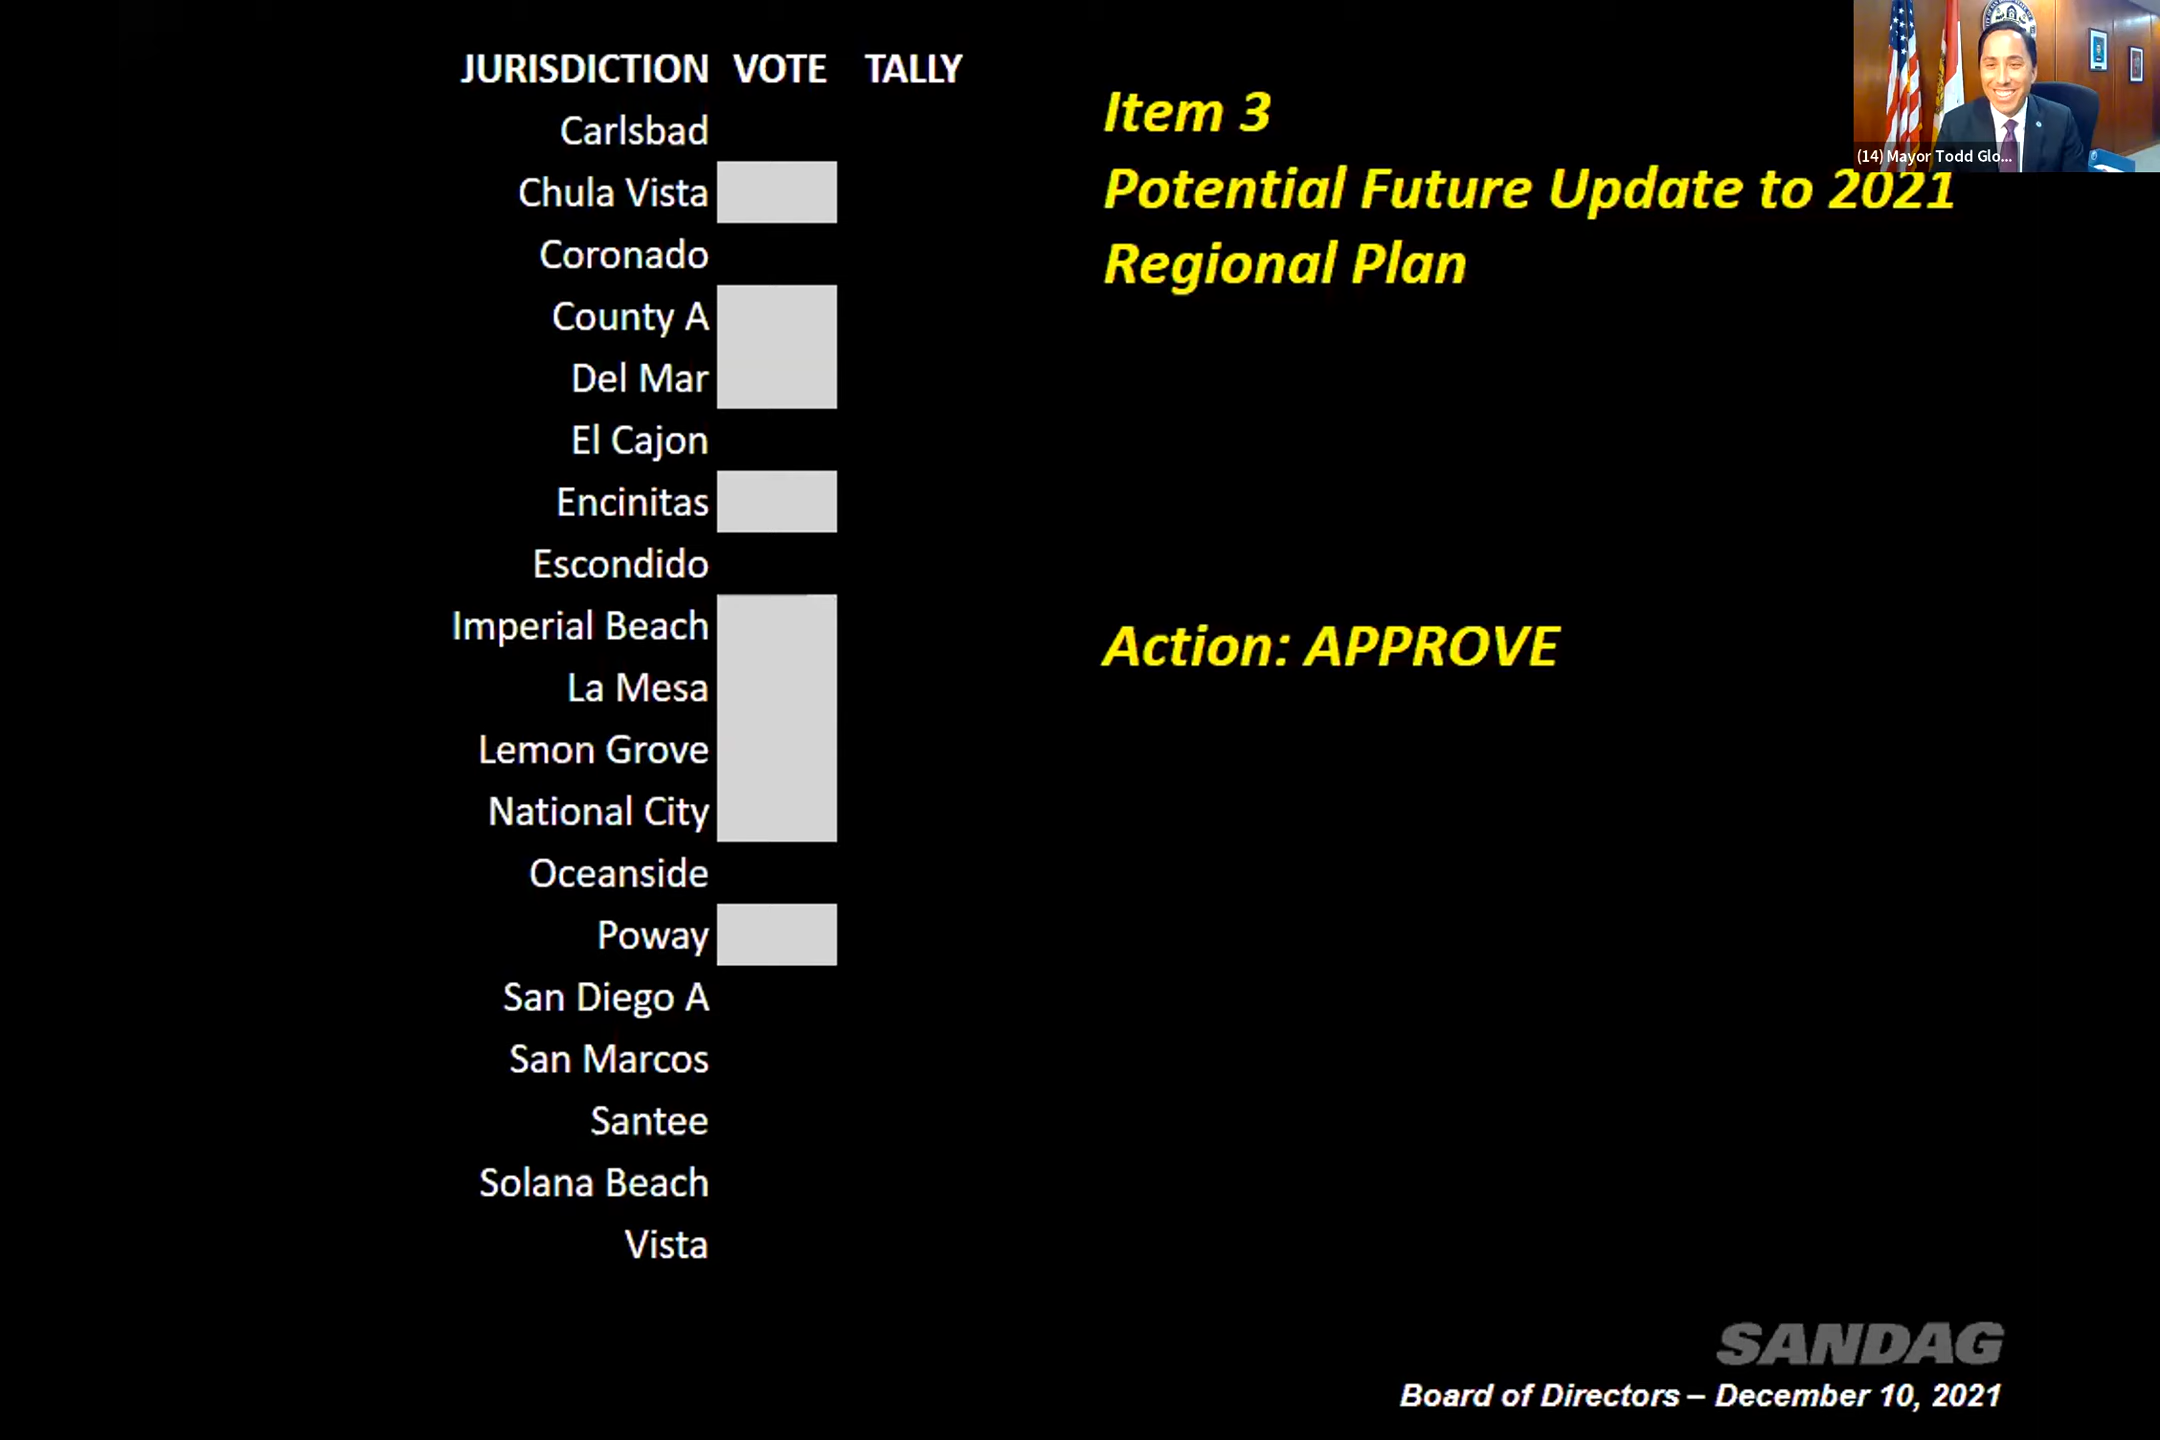 JURISDICTION VOTE TALLY
Carlsbad
Chula Vista
Coronado
County A
Del Mar
El Cajon
Encinitas
Escondido
Imperial Beach
La Mesa
Lemon Grove
National City
Oceanside
Poway
San Diego A
San Marcos
Santee
Solana Beach
Vista
Item 3
Potential Future Update to 2021
Regional Plan
Action: APPROVE
(14) Mayor Todd Glo...
SANDAG
Board of Directors – December 10, 2021